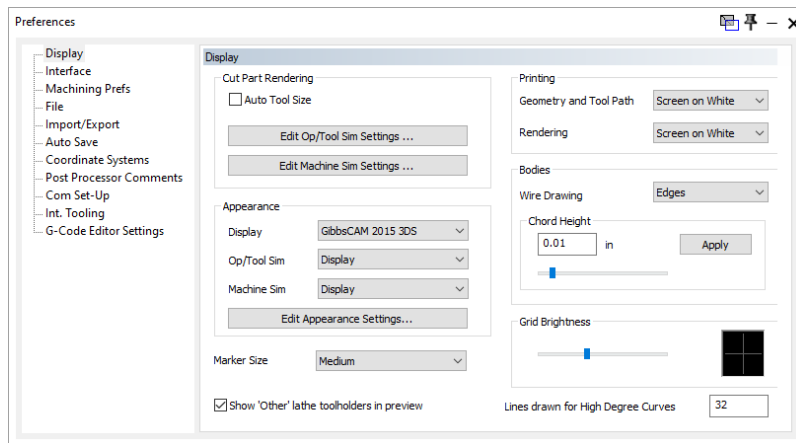 Preferences
Display
Interface
Machining Prefs
File
Import/Export
Auto Save
Coordinate Systems
Post Processor Comments
Com Set-Up
Int. Tooling
G-Code Editor Settings
Display
Cut Part Rendering
Auto Tool Size
Edit Op/Tool Sim Settings ...
Edit Machine Sim Settings ...
Appearance
Display GibbsCAM 2015 3DS
Op/Tool Sim Display
Machine Sim Display
Edit Appearance Settings...
Marker Size Medium
Show 'Other' lathe toolholders in preview
Printing
Geometry and Tool Path Screen on White
Rendering Screen on White
Bodies
Wire Drawing Edges
Chord Height
0.01 in Apply
Grid Brightness
Lines drawn for High Degree Curves 32